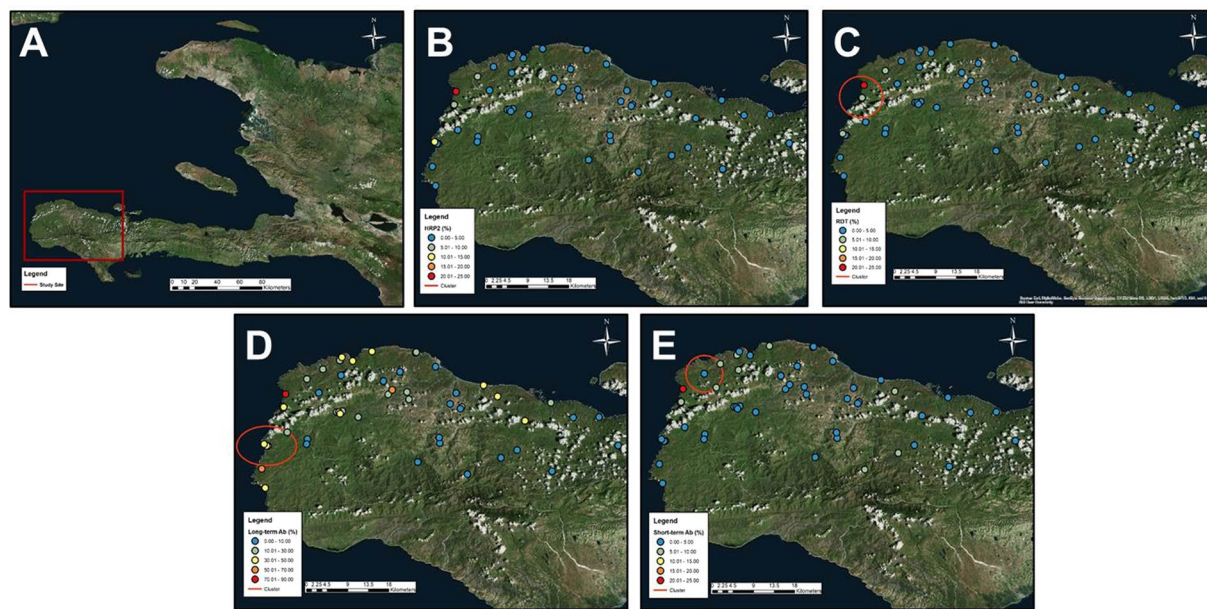 A
N
Legend
Study Site
0 10 20 40 60 80
Kilometers
B
N
Legend
HRP2 (%)
0.00 - 5.00
5.01 - 10.00
10.01 - 15.00
15.01 - 20.00
20.01 - 25.00
0 2.25 4.5 9 13.5 18
Kilometers
C
N
Legend
RDT (%)
0.00 - 5.00
5.01 - 10.00
10.01 - 15.00
15.01 - 20.00
20.01 - 25.00
Cluster
0 2.25 4.5 9 13.5 18
Kilometers
D
N
Legend
Long-term Ab (%)
0.00 - 10.00
10.01 - 30.00
30.01 - 50.00
50.01 - 70.00
70.01 - 90.00
Cluster
0 2.25 4.5 9 13.5 18
Kilometers
E
N
Legend
Short-term Ab (%)
0.00 - 5.00
5.01 - 10.00
10.01 - 15.00
15.01 - 20.00
20.01 - 25.00
Cluster
0 2.25 4.5 9 13.5 18
Kilometers